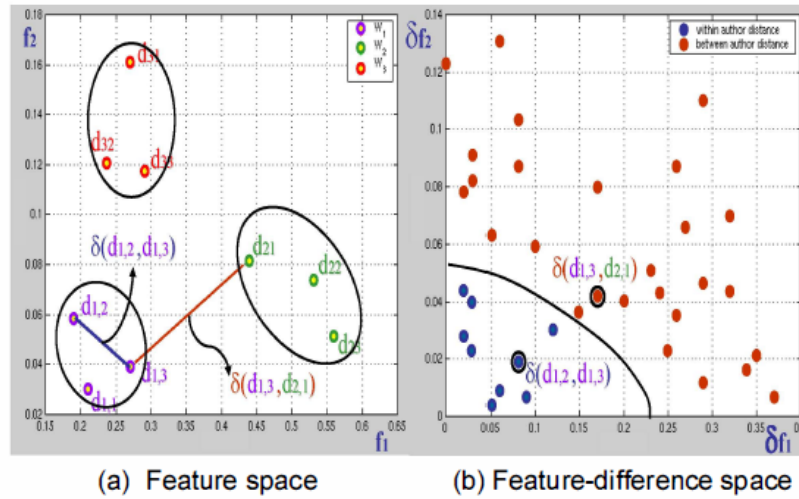 f2
0.18
0.16
0.14
0.12
0.1
0.08
0.06
0.04
0.02
0.15 0.2 0.25 0.3 0.35 0.4 0.45 0.5 0.55 0.6 0.65
f1
W1
W2
W3
d31
d32
d33
δ(d1,2,d1,3)
d21
d22
d23
d1,2
d1,3
d1,1
δ(d1,3,d2,1)
(a) Feature space
δf2
0.14
0.12
0.1
0.08
0.06
0.04
0.02
0
0 0.05 0.1 0.15 0.2 0.25 0.3 0.35
δf1
within author distance
between author distance
δ(d1,3,d2,1)
δ(d1,2,d1,3)
(b) Feature-difference space